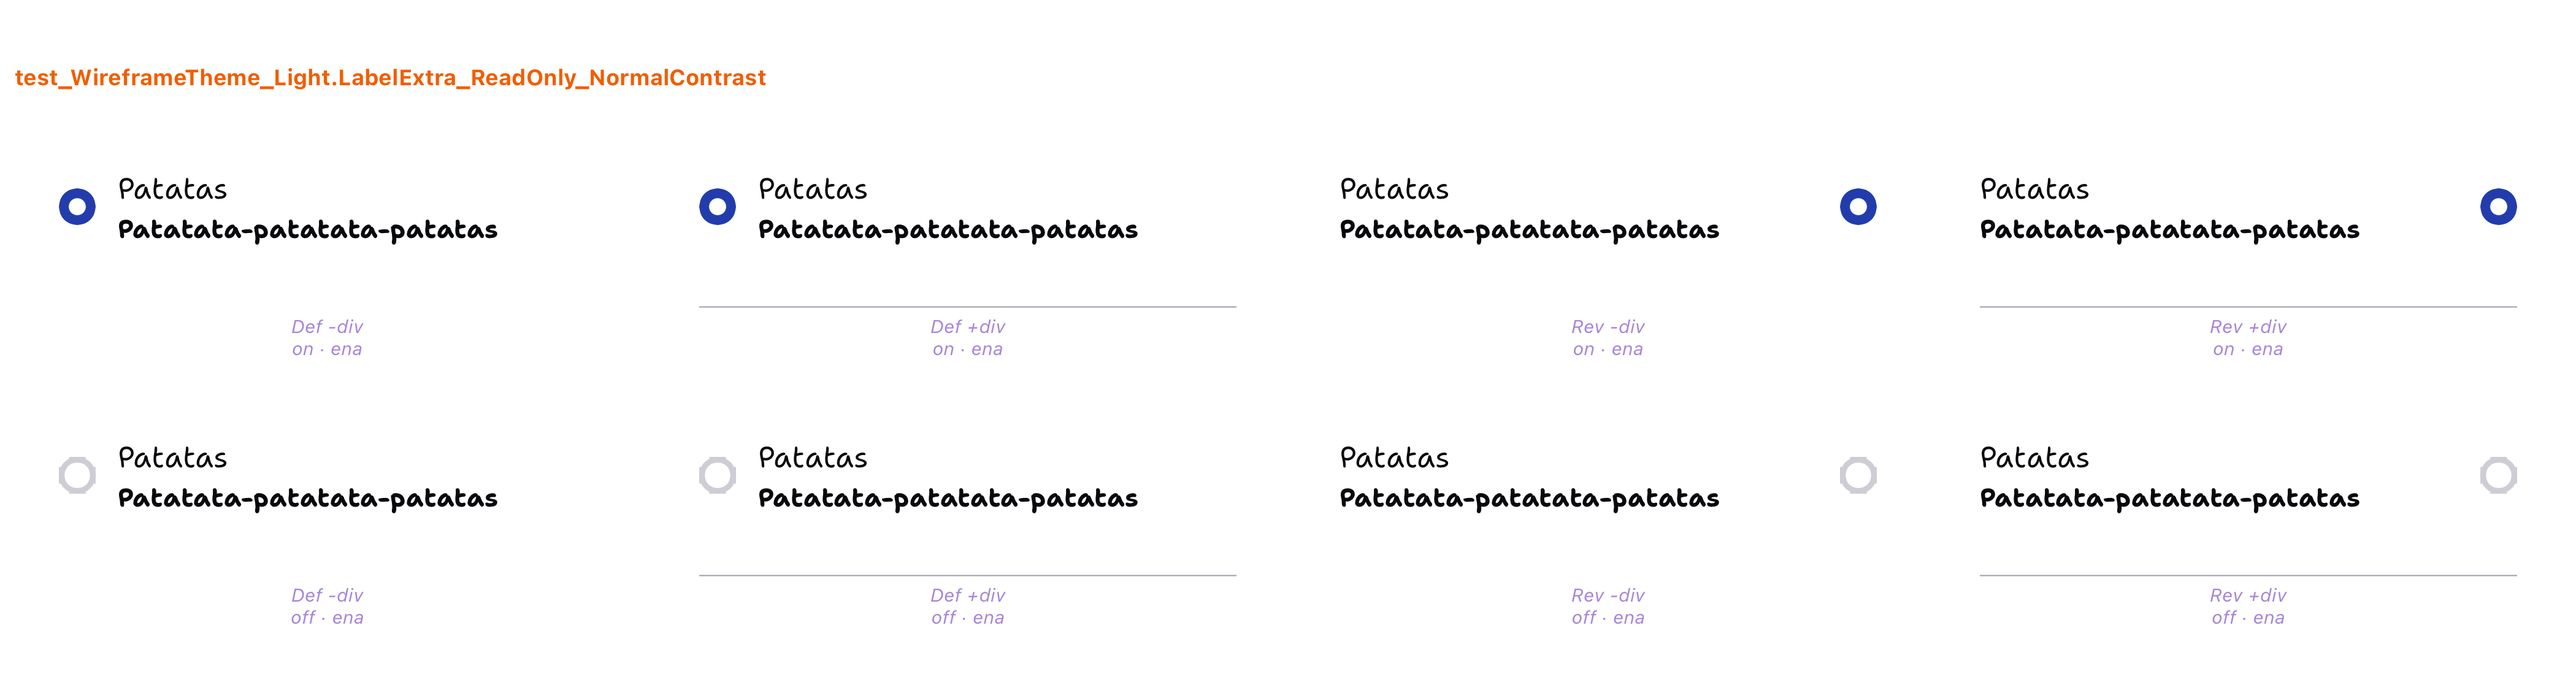 test_WireframeTheme_Light.LabelExtra_ReadOnly_NormalContrast
Patatas
Patatata-patatata-patatas
Def -div
on · ena
Patatas
Patatata-patatata-patatas
Def +div
on · ena
Patatas
Patatata-patatata-patatas
Rev -div
on · ena
Patatas
Patatata-patatata-patatas
Rev +div
on · ena
Patatas
Patatata-patatata-patatas
Def -div
off · ena
Patatas
Patatata-patatata-patatas
Def +div
off · ena
Patatas
Patatata-patatata-patatas
Rev -div
off · ena
Patatas
Patatata-patatata-patatas
Rev +div
off · ena